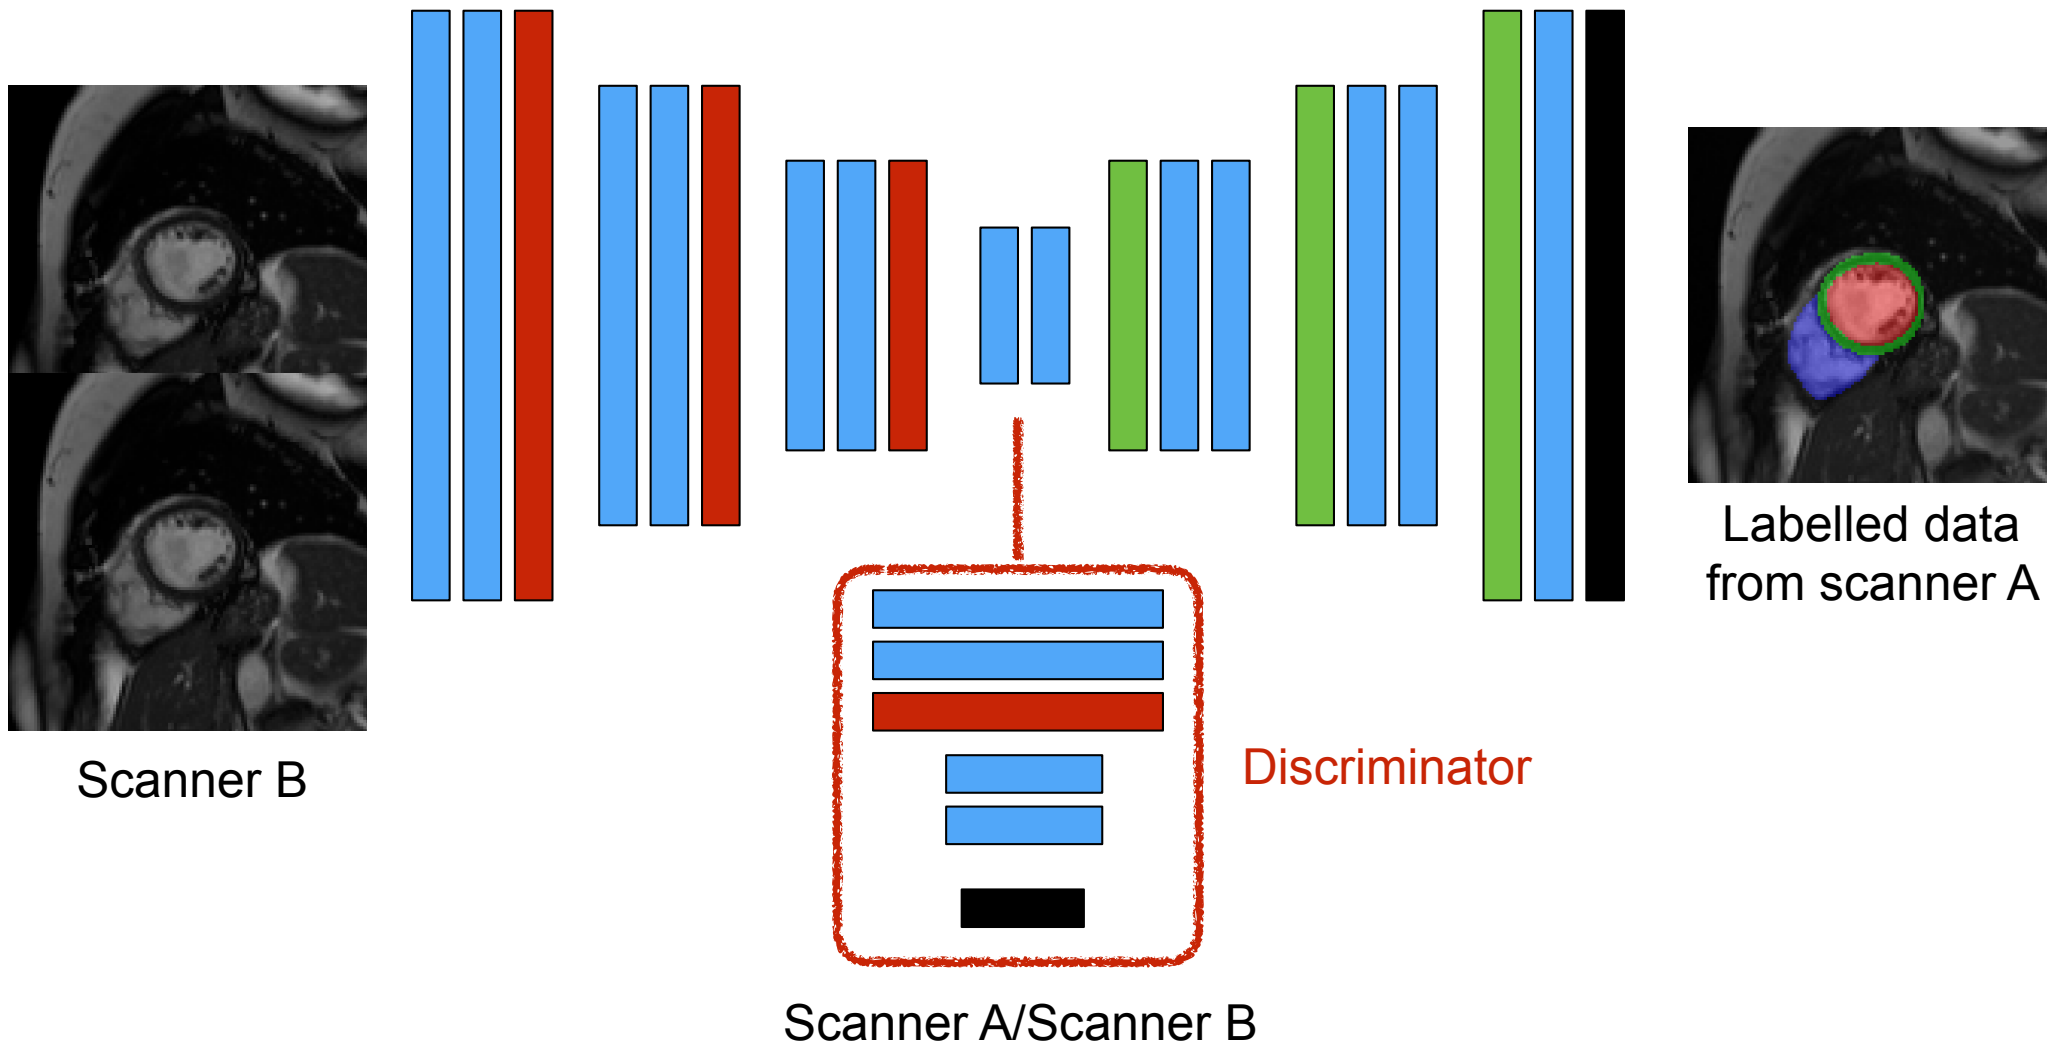 Scanner B
Labelled data
from scanner A
Discriminator
Scanner A/Scanner B